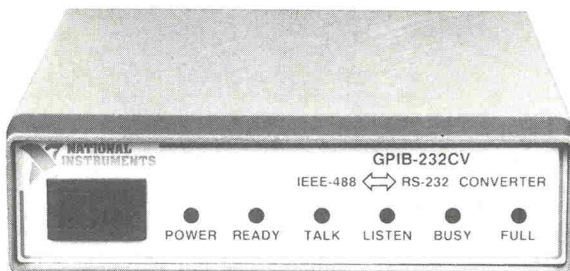 NATIONAL
INSTRUMENTS
GPIB-232CV
IEEE-488 ⟺ RS-232 CONVERTER
POWER READY TALK LISTEN BUSY FULL